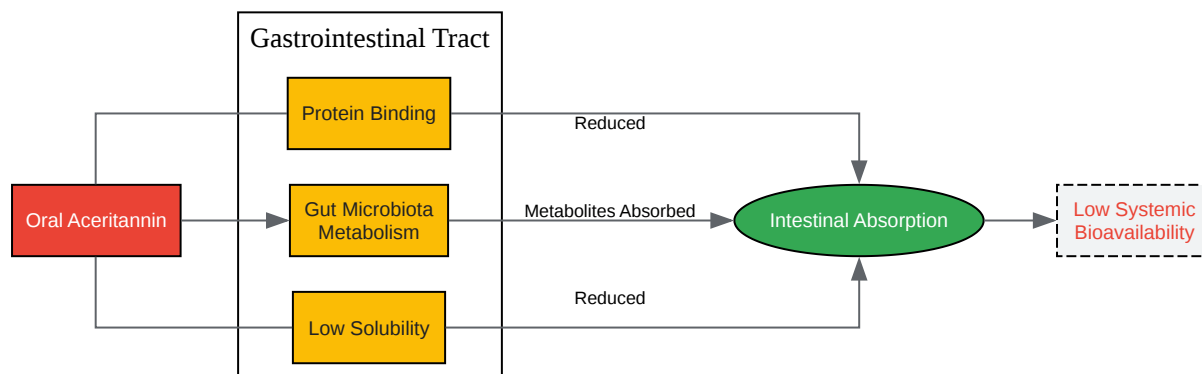 Gastrointestinal Tract
Protein Binding
Reduced
Oral Aceritannin
Gut Microbiota
Metabolism
Metabolites Absorbed
Intestinal Absorption
Low Systemic
Bioavailability
Low Solubility
Reduced